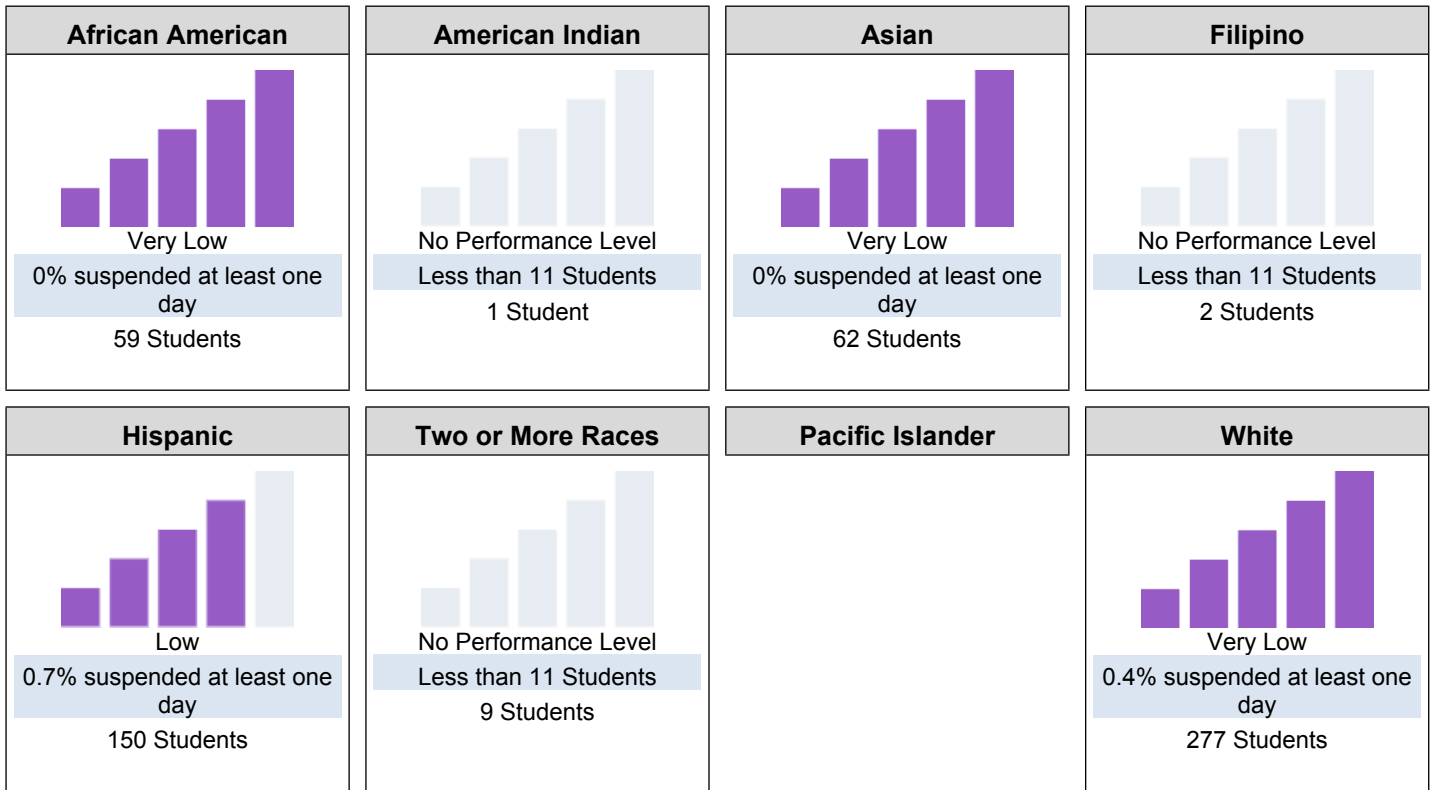 African American
Very Low
0% suspended at least one
day
59 Students
American Indian
No Performance Level
Less than 11 Students
1 Student
Asian
Very Low
0% suspended at least one
day
62 Students
Filipino
No Performance Level
Less than 11 Students
2 Students
Hispanic
Low
0.7% suspended at least one
day
150 Students
Two or More Races
No Performance Level
Less than 11 Students
9 Students
Pacific Islander
White
Very Low
0.4% suspended at least one
day
277 Students